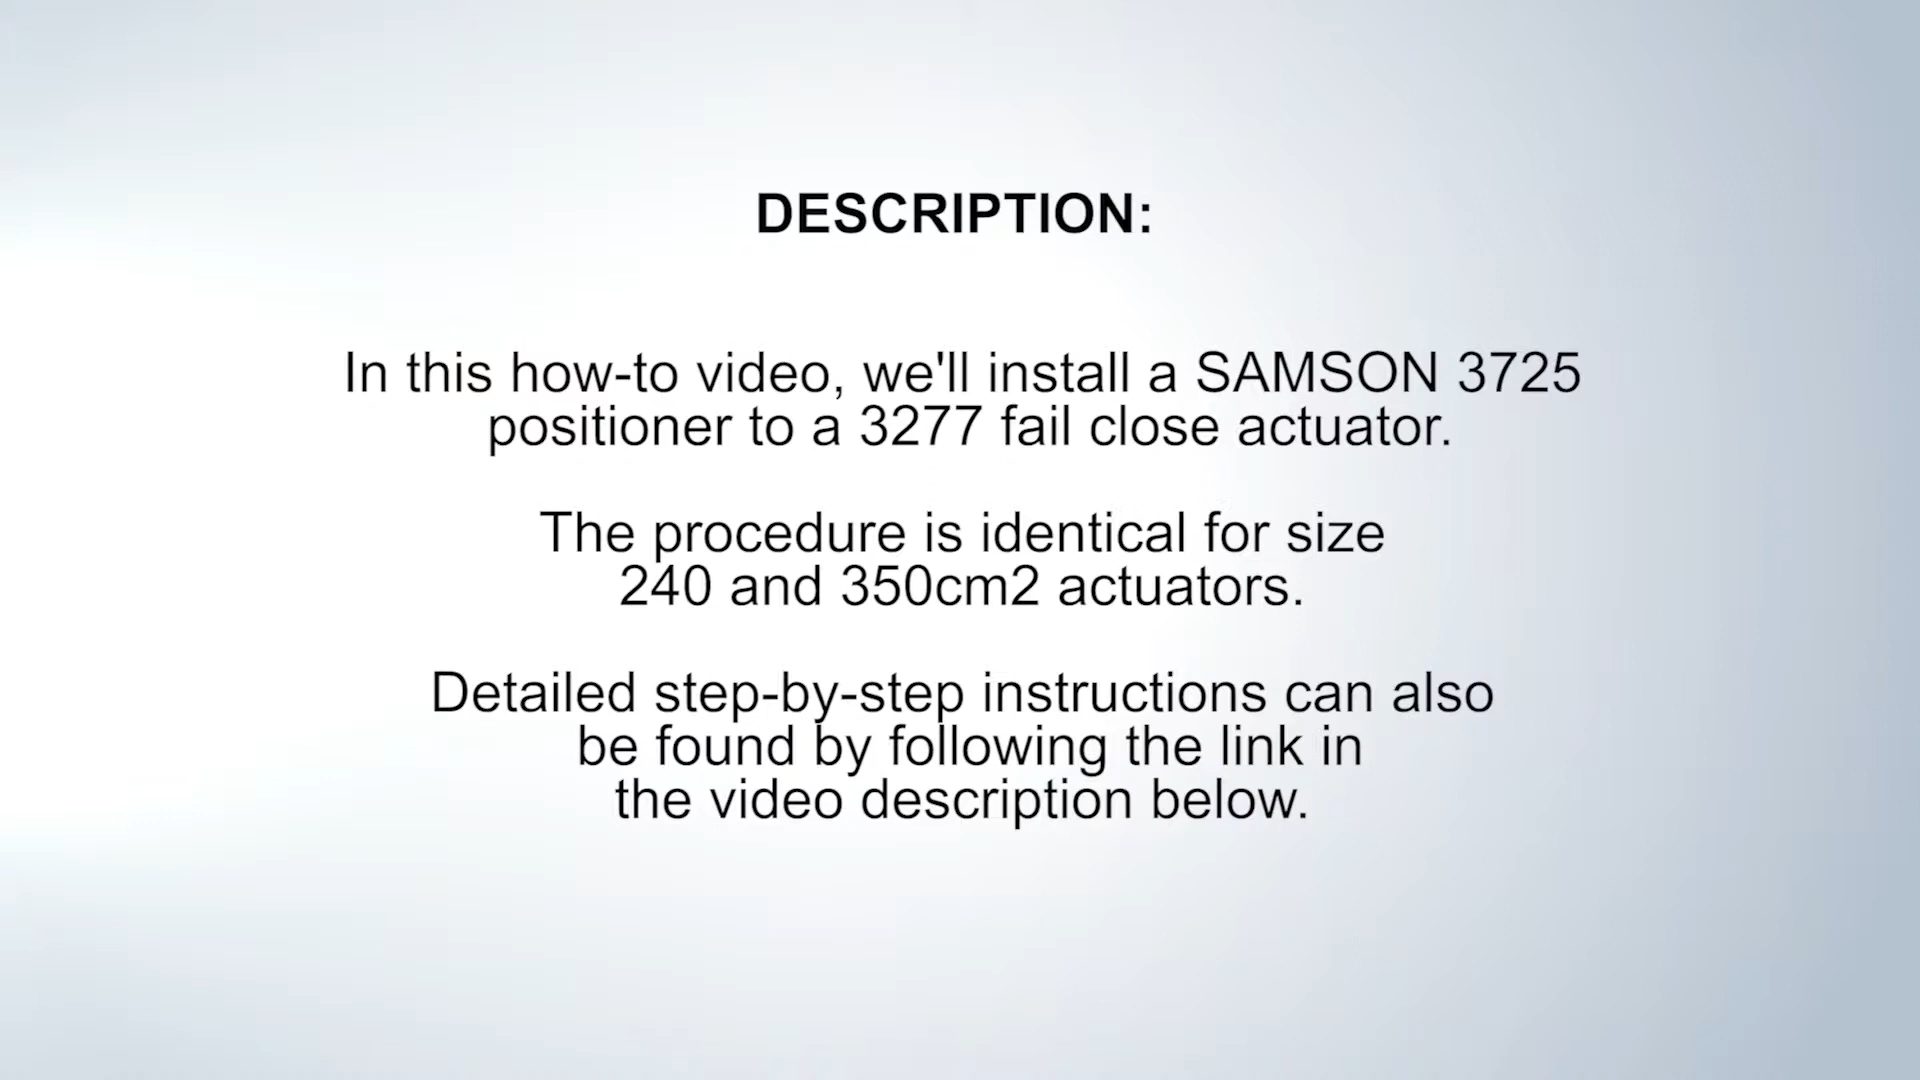 DESCRIPTION:
In this how-to video, we'll install a SAMSON 3725
positioner to a 3277 fail close actuator.
The procedure is identical for size
240 and 350cm2 actuators.
Detailed step-by-step instructions can also
be found by following the link in
the video description below.